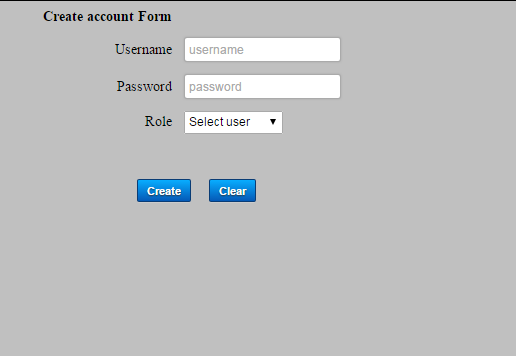 Create account Form
Username username
Password password
Role Select user
Create Clear